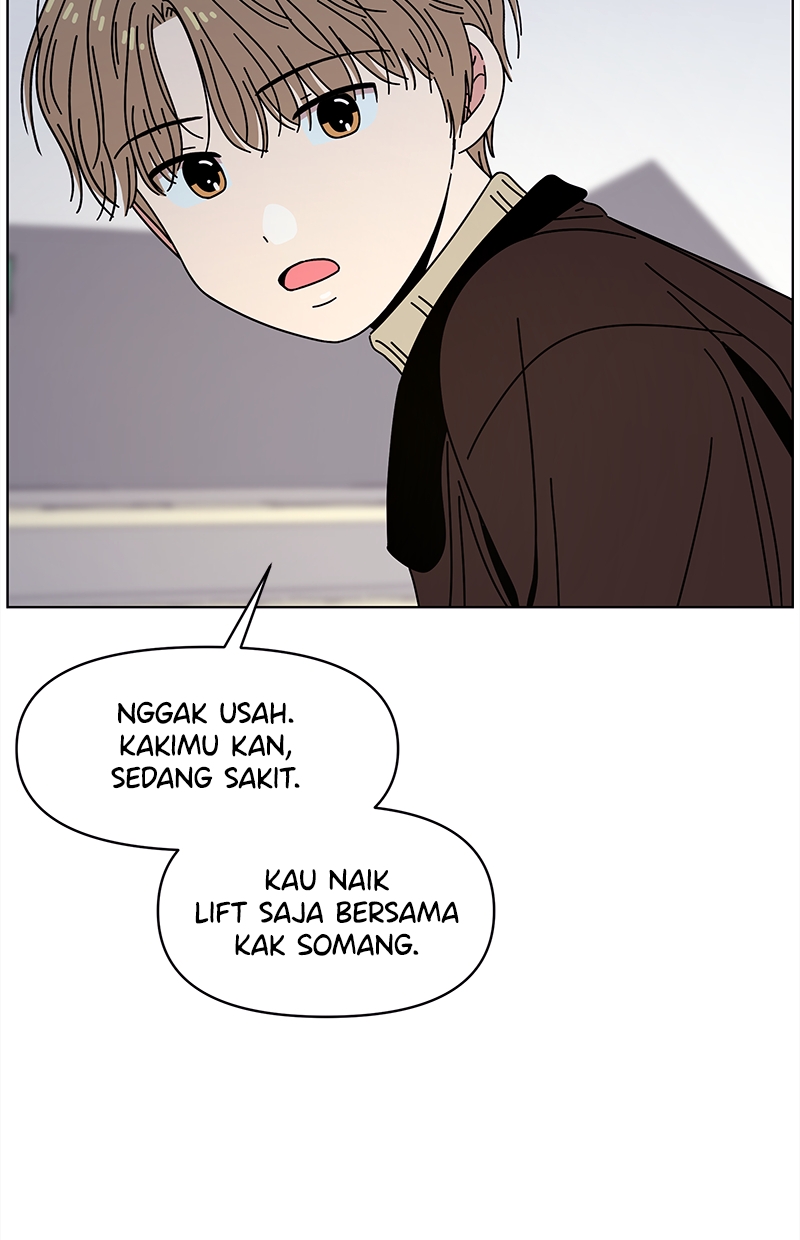 NGGAK USAH.
KAKIMU KAN,
SEDANG SAKIT.
KAU NAIK
LIFT SAJA BERSAMA
KAK SOMANG.